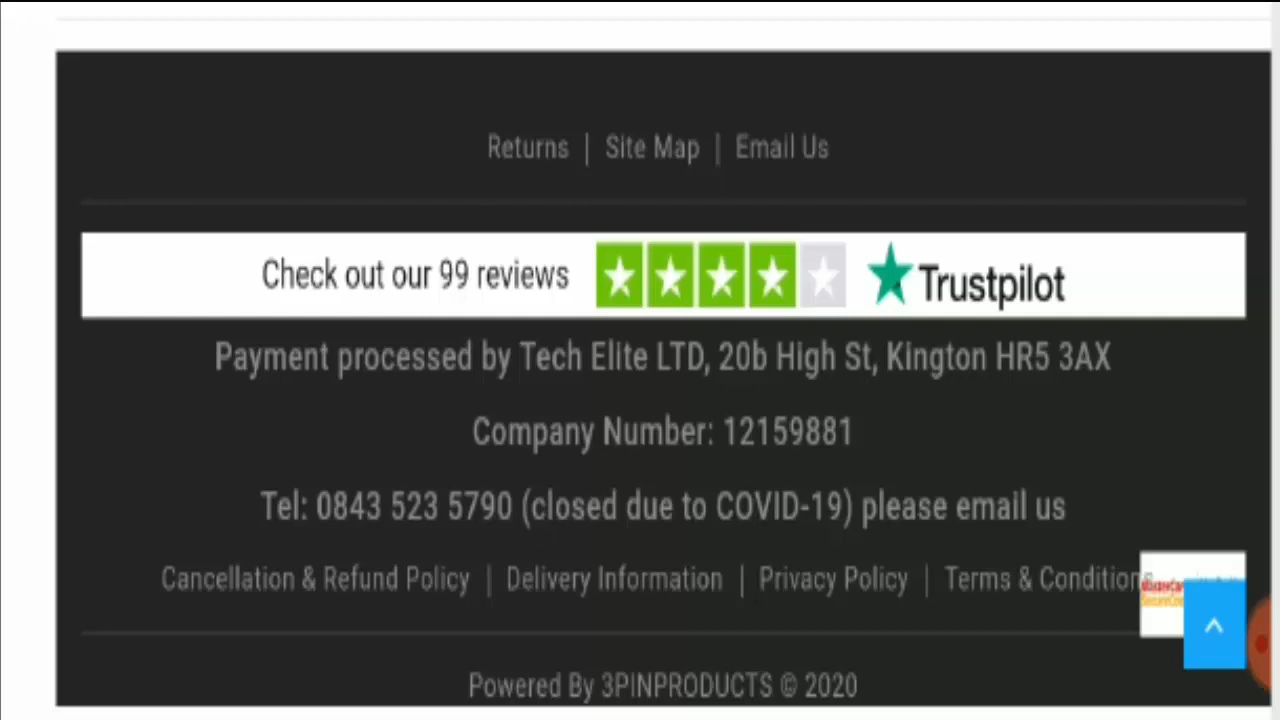 Returns | Site Map | Email Us
Check out our 99 reviews Trustpilot
Payment processed by Tech Elite LTD, 20b High St, Kington HR5 3AX
Company Number: 12159881
Tel: 0843 523 5790 (closed due to COVID-19) please email us
Cancellation & Refund Policy | Delivery Information | Privacy Policy | Terms & Conditions
Powered By 3PINPRODUCTS © 2020